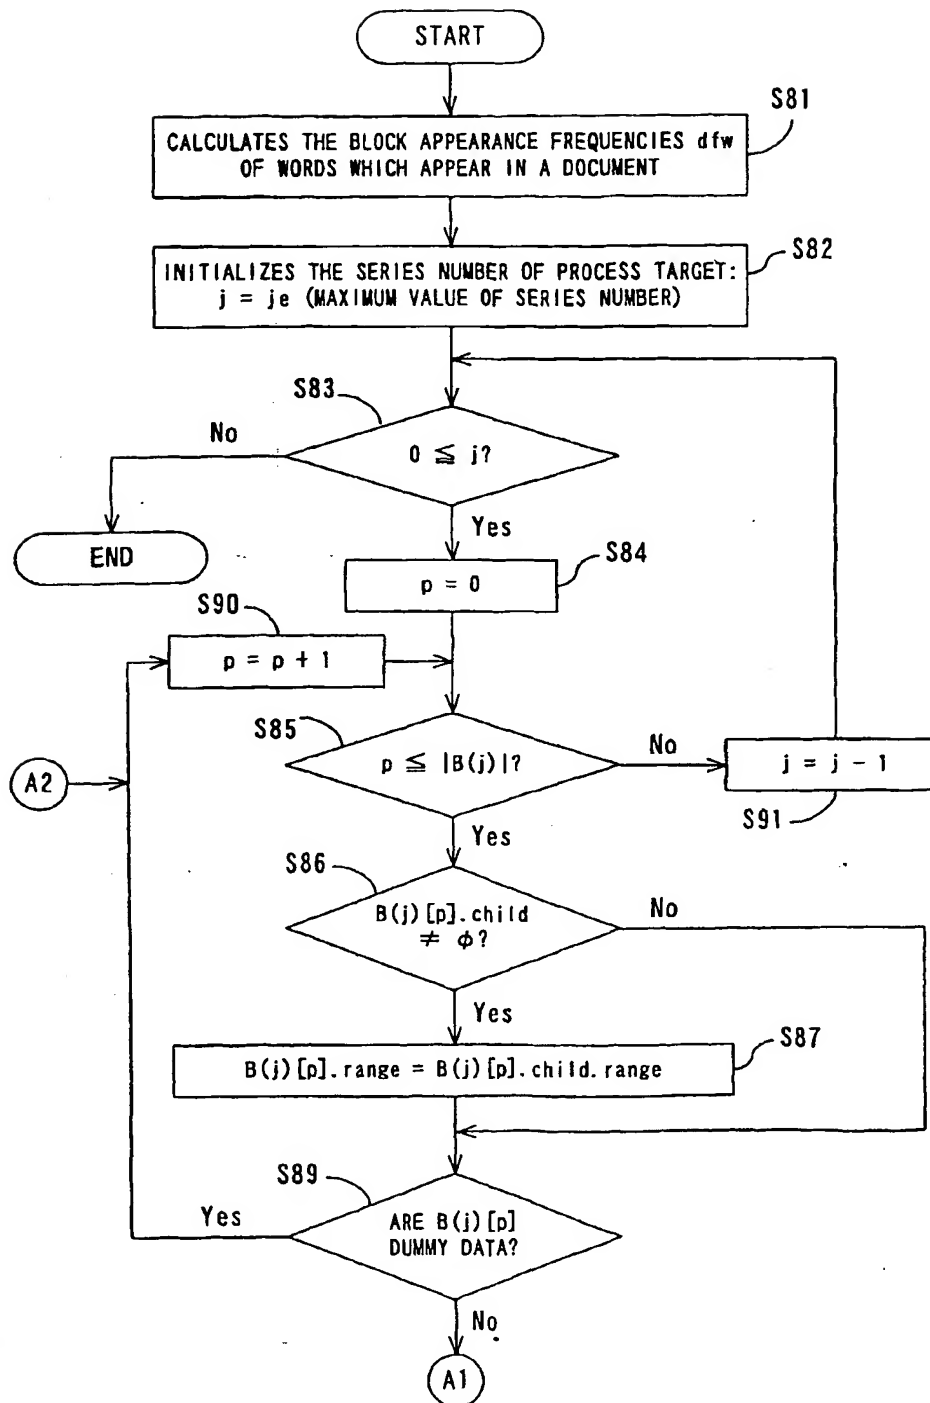 START
S81
CALCULATES THE BLOCK APPEARANCE FREQUENCIES dfw
OF WORDS WHICH APPEAR IN A DOCUMENT
S82
INITIALIZES THE SERIES NUMBER OF PROCESS TARGET:
j = je (MAXIMUM VALUE OF SERIES NUMBER)
S83
No
0 ≦ j?
Yes
END
S84
p = 0
S90
p = p + 1
S85
p ≦ |B(j)|?
No
j = j - 1
A2
S91
Yes
S86
B(j)[p].child
≠ φ?
No
Yes
S87
B(j)[p].range = B(j)[p].child.range
S89
Yes
ARE B(j)[p]
DUMMY DATA?
No
A1